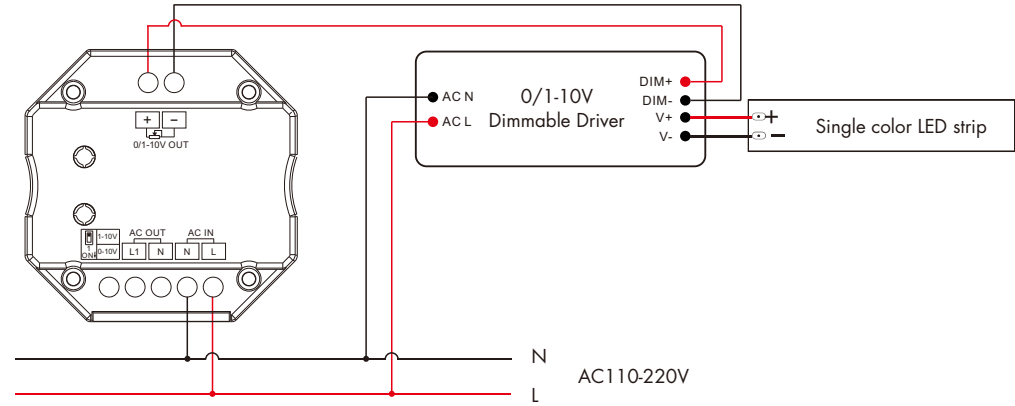 + −
0/1-10V OUT
1-10V
0-10V
1
ON
AC OUT AC IN
L1 N N L
AC N
AC L
0/1-10V
Dimmable Driver
DIM+
DIM-
V+
V-
+
−
Single color LED strip
N
AC110-220V
L